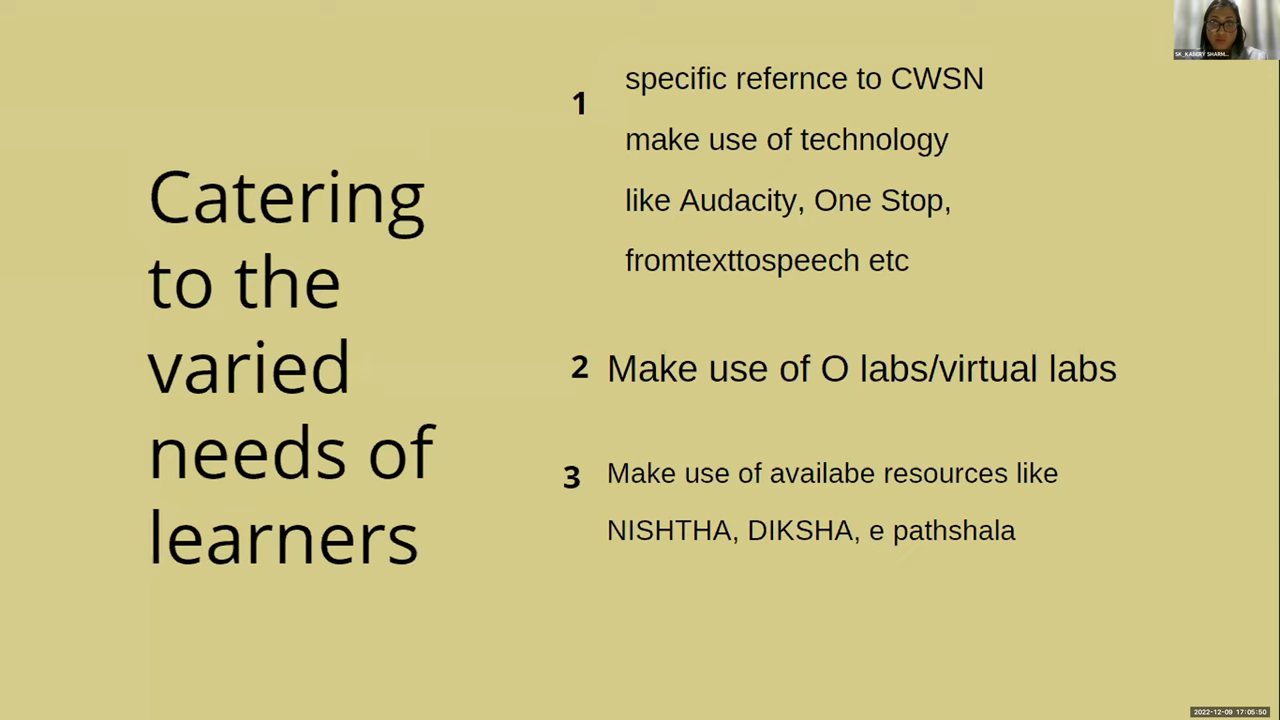 Catering
to the
varied
needs of
learners
1
specific refernce to CWSN
make use of technology
like Audacity, One Stop,
fromtexttospeech etc
2 Make use of O labs/virtual labs
3 Make use of availabe resources like
NISHTHA, DIKSHA, e pathshala
SK_KABERY SHARM...
2022-12-09 17:05:50